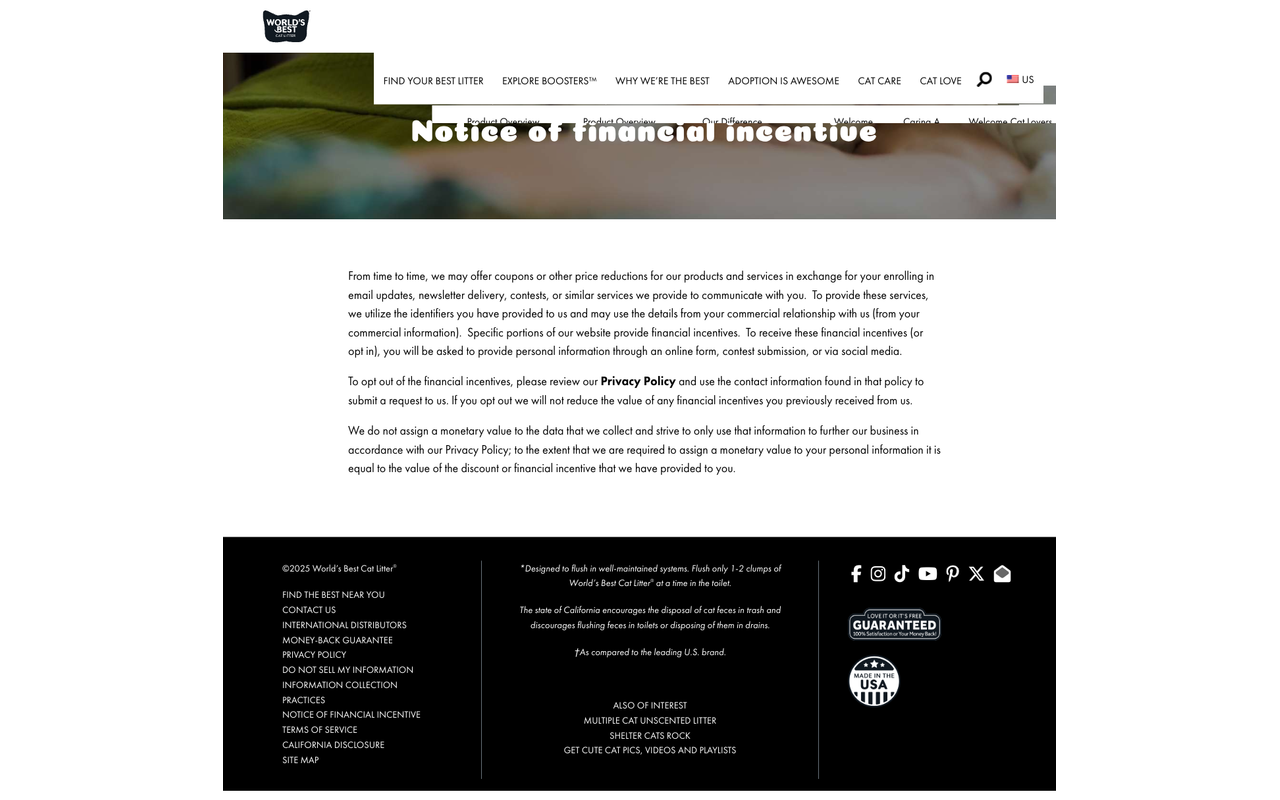 WORLD'S
BEST
CAT LITTER
FIND YOUR BEST LITTER EXPLORE BOOSTERS™ WHY WE'RE THE BEST ADOPTION IS AWESOME CAT CARE CAT LOVE US
Product Overview Product Overview Our Difference Welcome Caring A Welcome Cat Lovers
Notice of financial incentive
From time to time, we may offer coupons or other price reductions for our products and services in exchange for your enrolling in
email updates, newsletter delivery, contests, or similar services we provide to communicate with you.  To provide these services,
we utilize the identifiers you have provided to us and may use the details from your commercial relationship with us (from your
commercial information).  Specific portions of our website provide financial incentives.  To receive these financial incentives (or
opt in), you will be asked to provide personal information through an online form, contest submission, or via social media.
To opt out of the financial incentives, please review our Privacy Policy and use the contact information found in that policy to
submit a request to us. If you opt out we will not reduce the value of any financial incentives you previously received from us.
We do not assign a monetary value to the data that we collect and strive to only use that information to further our business in
accordance with our Privacy Policy; to the extent that we are required to assign a monetary value to your personal information it is
equal to the value of the discount or financial incentive that we have provided to you.
©2025 World's Best Cat Litter®
FIND THE BEST NEAR YOU
CONTACT US
INTERNATIONAL DISTRIBUTORS
MONEY-BACK GUARANTEE
PRIVACY POLICY
DO NOT SELL MY INFORMATION
INFORMATION COLLECTION
PRACTICES
NOTICE OF FINANCIAL INCENTIVE
TERMS OF SERVICE
CALIFORNIA DISCLOSURE
SITE MAP
*Designed to flush in well-maintained systems. Flush only 1-2 clumps of
World's Best Cat Litter® at a time in the toilet.
The state of California encourages the disposal of cat feces in trash and
discourages flushing feces in toilets or disposing of them in drains.
†As compared to the leading U.S. brand.
ALSO OF INTEREST
MULTIPLE CAT UNSCENTED LITTER
SHELTER CATS ROCK
GET CUTE CAT PICS, VIDEOS AND PLAYLISTS
LOVE IT OR IT'S FREE
GUARANTEED
100% Satisfaction or Your Money Back!
MADE IN THE
USA